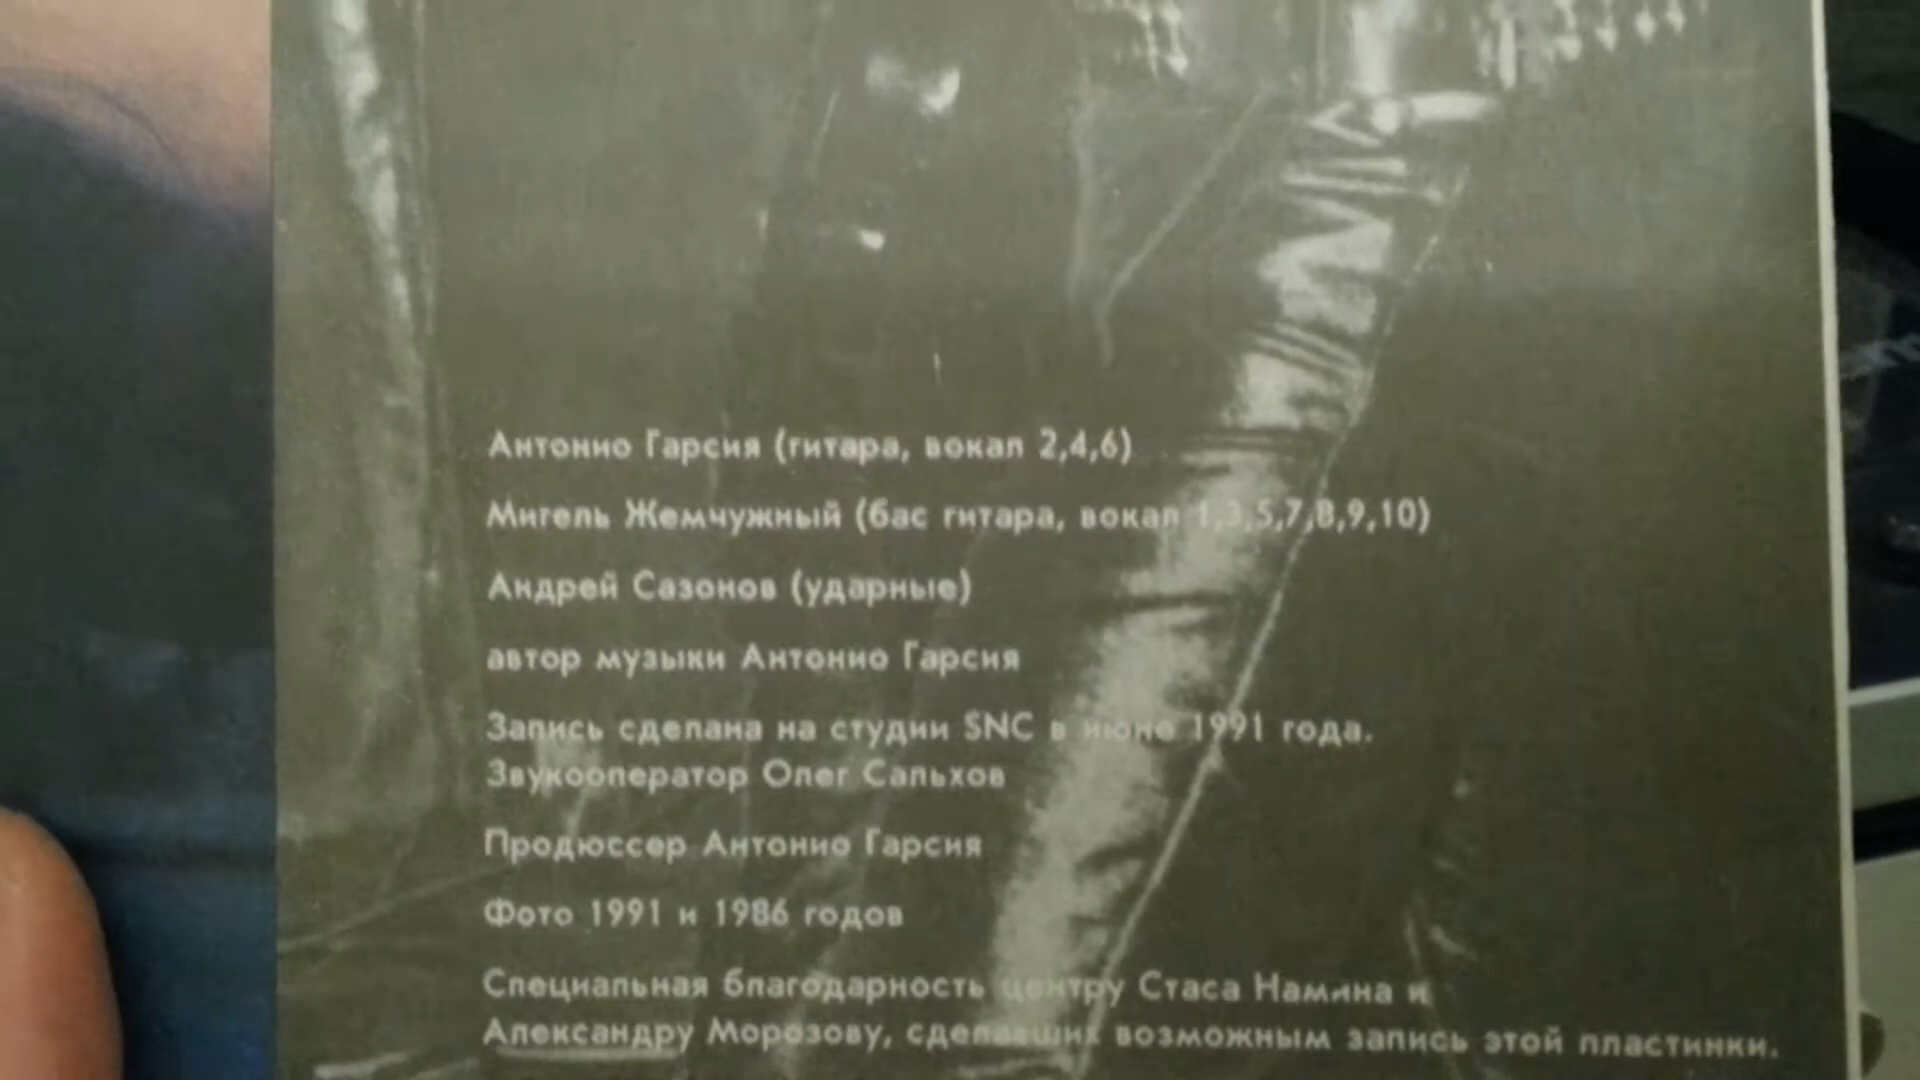 Антонио Гарсия (гитара, вокал 2,4,6)
Мигель Жемчужный (бас гитара, вокал 1,3,5,7,8,9,10)
Андрей Сазонов (ударные)
автор музыки Антонио Гарсия
Запись сделана на студии SNC в июне 1991 года.
Звукооператор Олег Сальхов
Продюссер Антонио Гарсия
Фото 1991 и 1986 годов
Специальная благодарность центру Стаса Намина и
Александру Морозову, сделавших возможным запись этой пластинки.